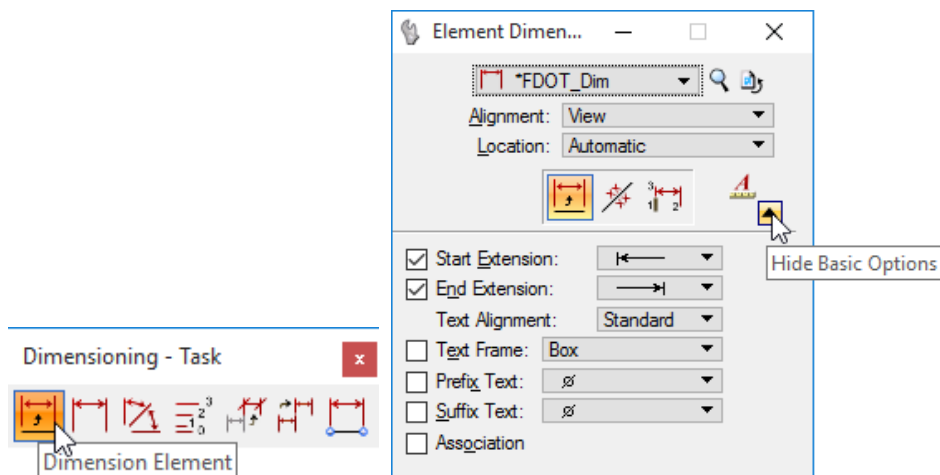 Element Dimen...
*FDOT_Dim
Alignment: View
Location: Automatic
Hide Basic Options
Start Extension:
End Extension:
Text Alignment: Standard
Text Frame: Box
Prefix Text: ⌀
Suffix Text: ⌀
Association
Dimensioning - Task
Dimension Element